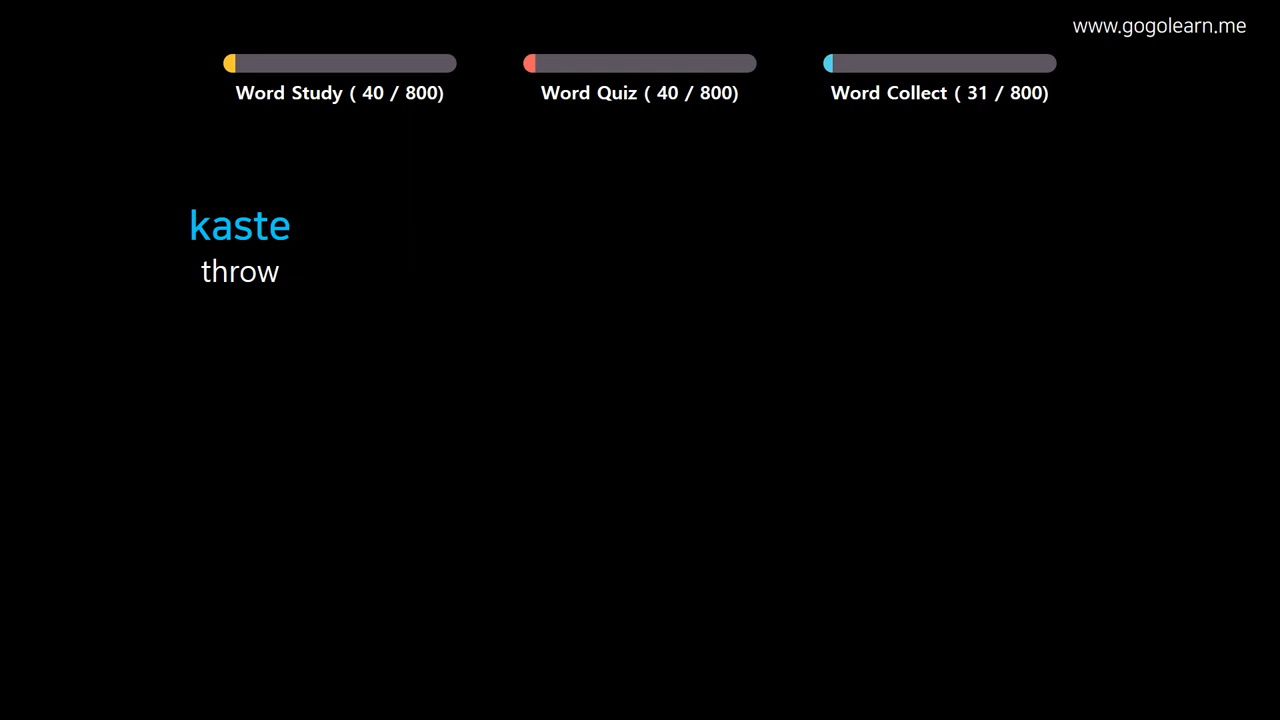 www.gogolearn.me
Word Study ( 40 / 800)
Word Quiz ( 40 / 800)
Word Collect ( 31 / 800)
kaste
throw